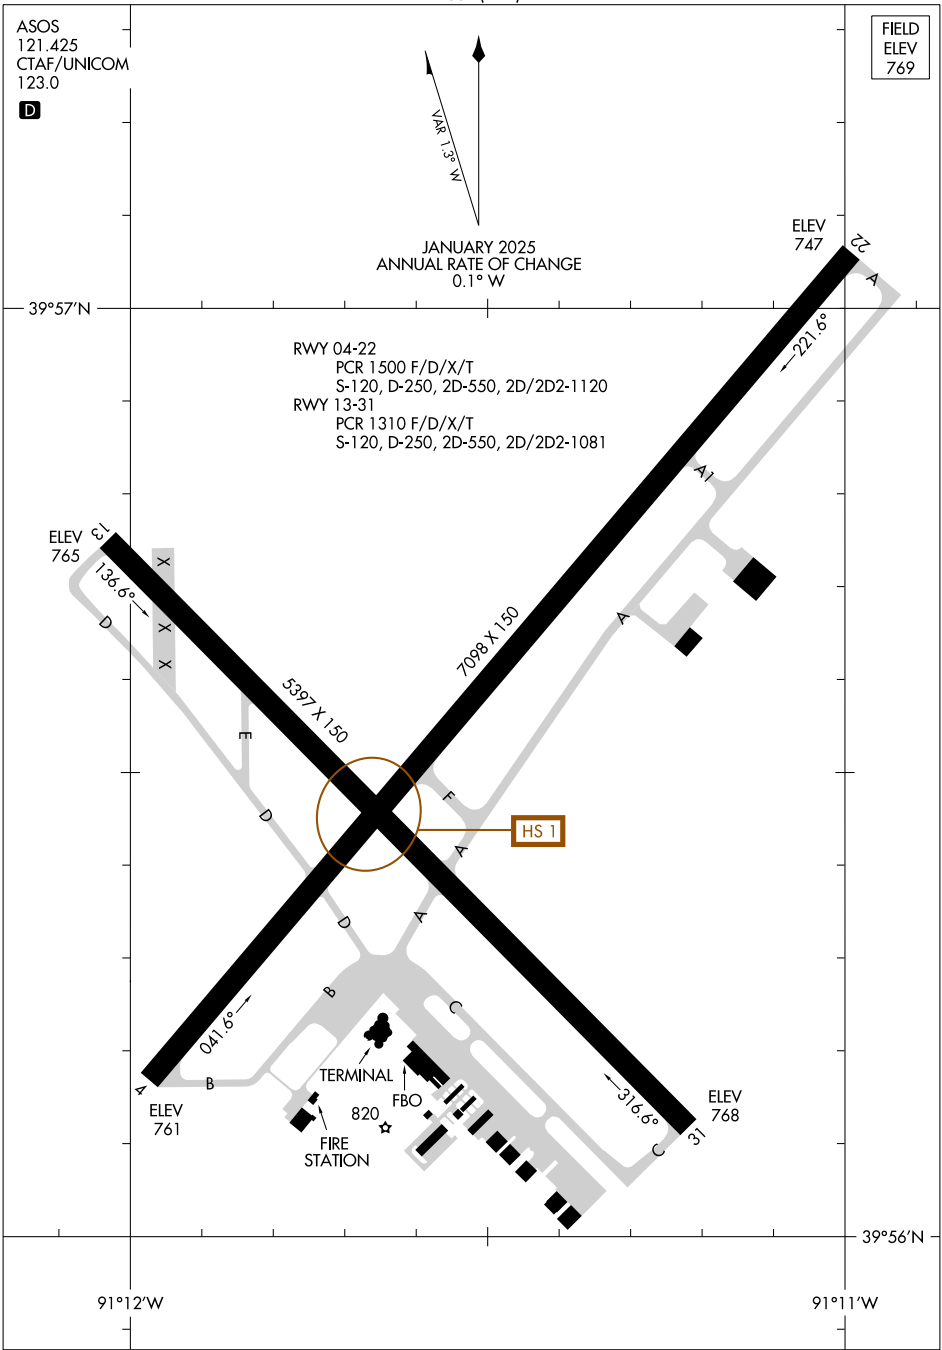 ASOS
121.425
CTAF/UNICOM
123.0
D
FIELD
ELEV
769
VAR 1.3° W
JANUARY 2025
ANNUAL RATE OF CHANGE
0.1° W
ELEV
747
22
A
39°57'N
221.6°
RWY 04-22
PCR 1500 F/D/X/T
S-120, D-250, 2D-550, 2D/2D2-1120
RWY 13-31
PCR 1310 F/D/X/T
S-120, D-250, 2D-550, 2D/2D2-1081
A1
ELEV
765
13
136.6°
X
X
X
D
7098 X 150
A
5397 X 150
E
D
F
HS 1
A
A
D
B
C
041.6°
TERMINAL
FBO
4
B
ELEV
761
820
FIRE
STATION
316.6°
ELEV
768
31
C
39°56'N
91°12'W
91°11'W